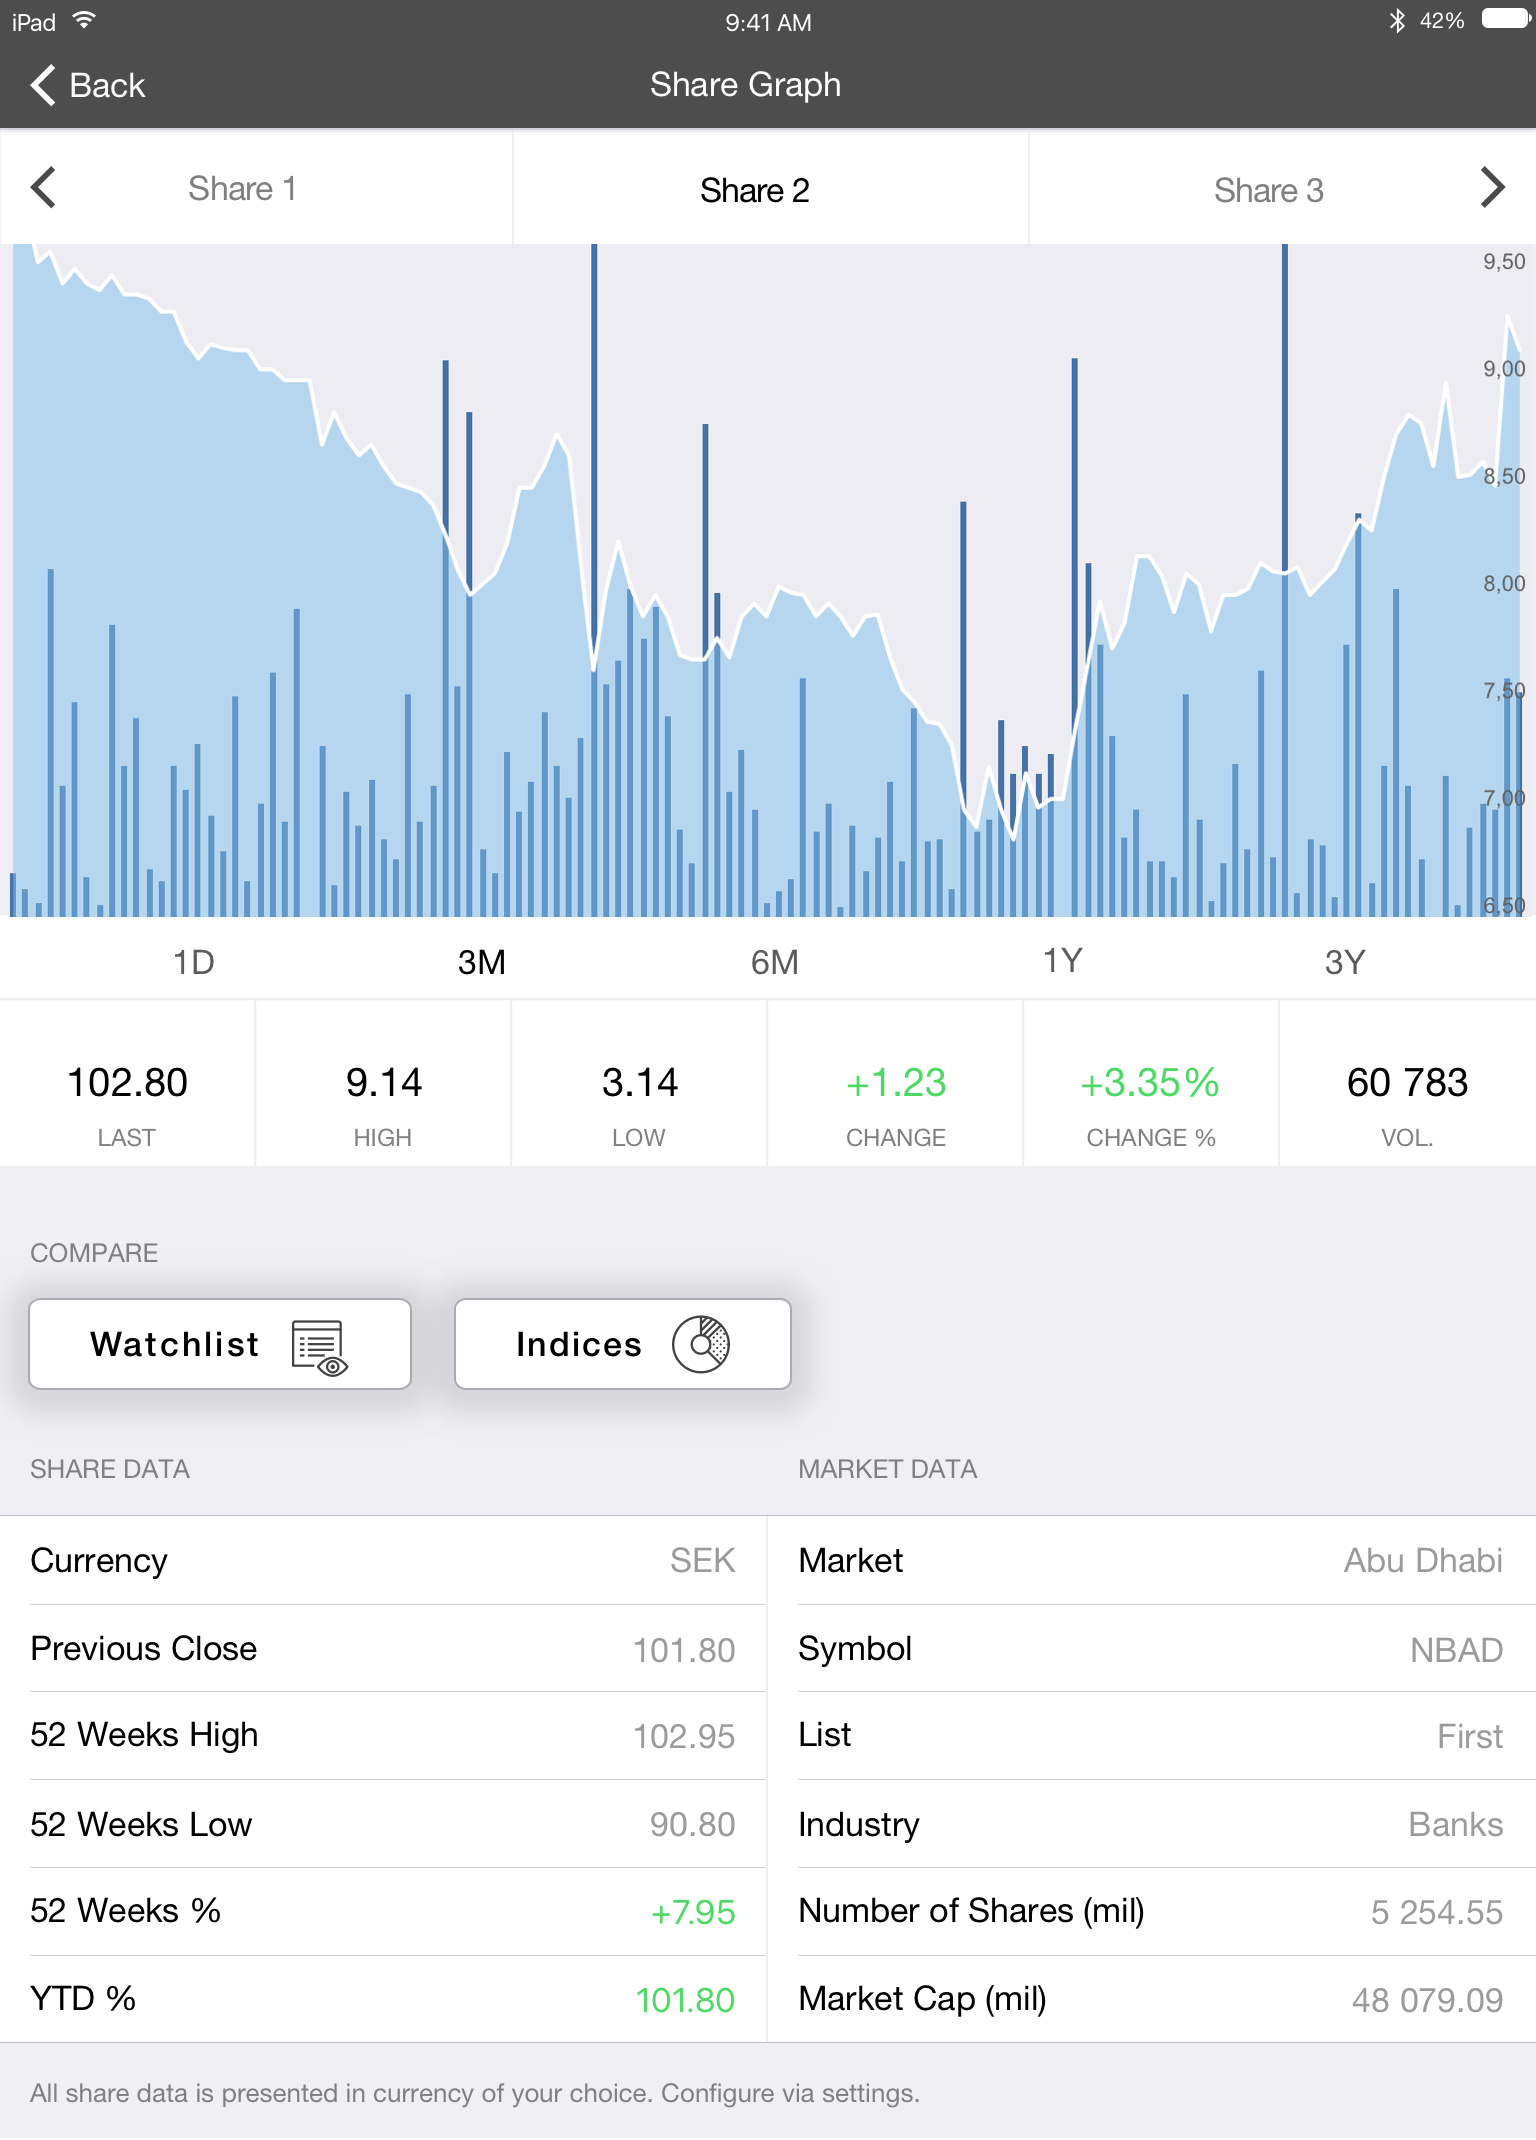 iPad 9:41 AM 42%
Back Share Graph
Share 1 Share 2 Share 3
9,50
9,00
8,50
8,00
7,50
7,00
6,50
1D 3M 6M 1Y 3Y
102.80 9.14 3.14 +1.23 +3.35% 60 783
LAST HIGH LOW CHANGE CHANGE % VOL.
COMPARE
Watchlist Indices
SHARE DATA MARKET DATA
Currency SEK Market Abu Dhabi
Previous Close 101.80 Symbol NBAD
52 Weeks High 102.95 List First
52 Weeks Low 90.80 Industry Banks
52 Weeks % +7.95 Number of Shares (mil) 5 254.55
YTD % 101.80 Market Cap (mil) 48 079.09
All share data is presented in currency of your choice. Configure via settings.